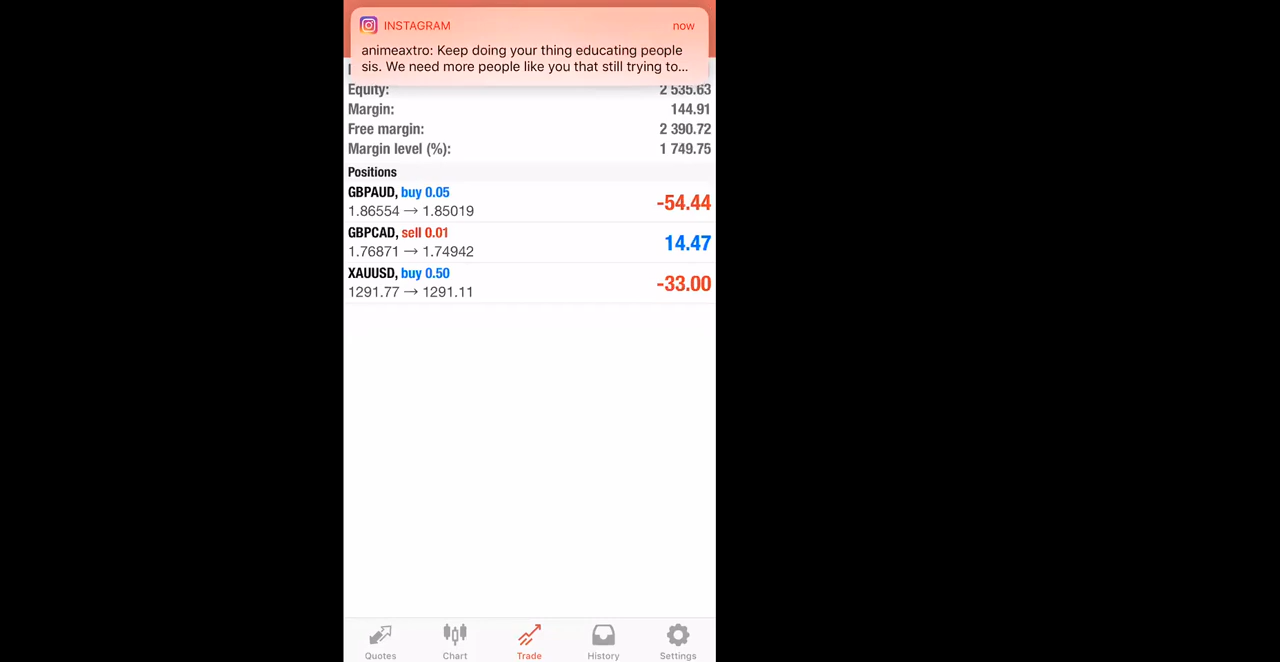 INSTAGRAM now
animeaxtro: Keep doing your thing educating people
sis. We need more people like you that still trying to...
Equity: 2 535.63
Margin: 144.91
Free margin: 2 390.72
Margin level (%): 1 749.75
Positions
GBPAUD, buy 0.05
1.86554 → 1.85019
-54.44
GBPCAD, sell 0.01
1.76871 → 1.74942
14.47
XAUUSD, buy 0.50
1291.77 → 1291.11
-33.00
Quotes Chart Trade History Settings